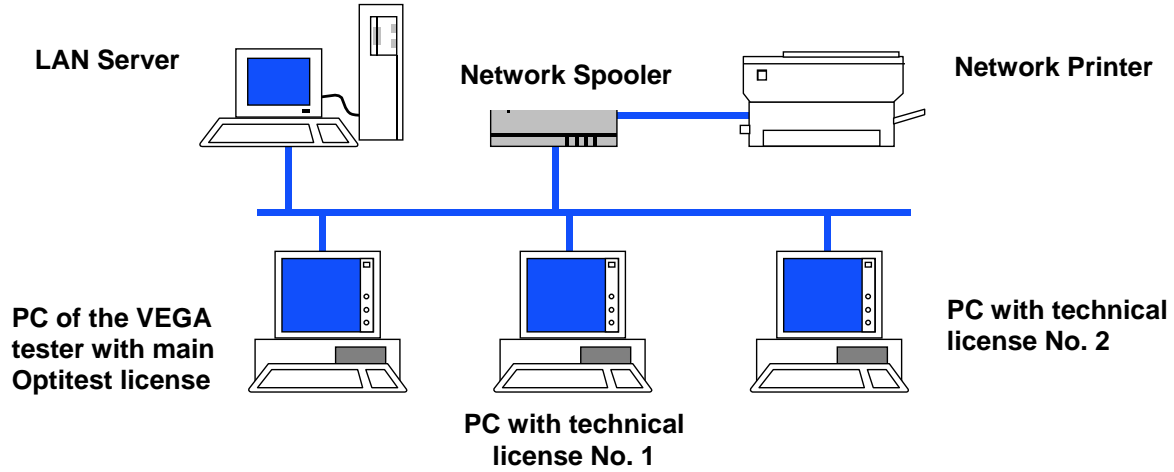 LAN Server
Network Spooler
Network Printer
PC of the VEGA
tester with main
Optitest license
PC with technical
license No. 1
PC with technical
license No. 2